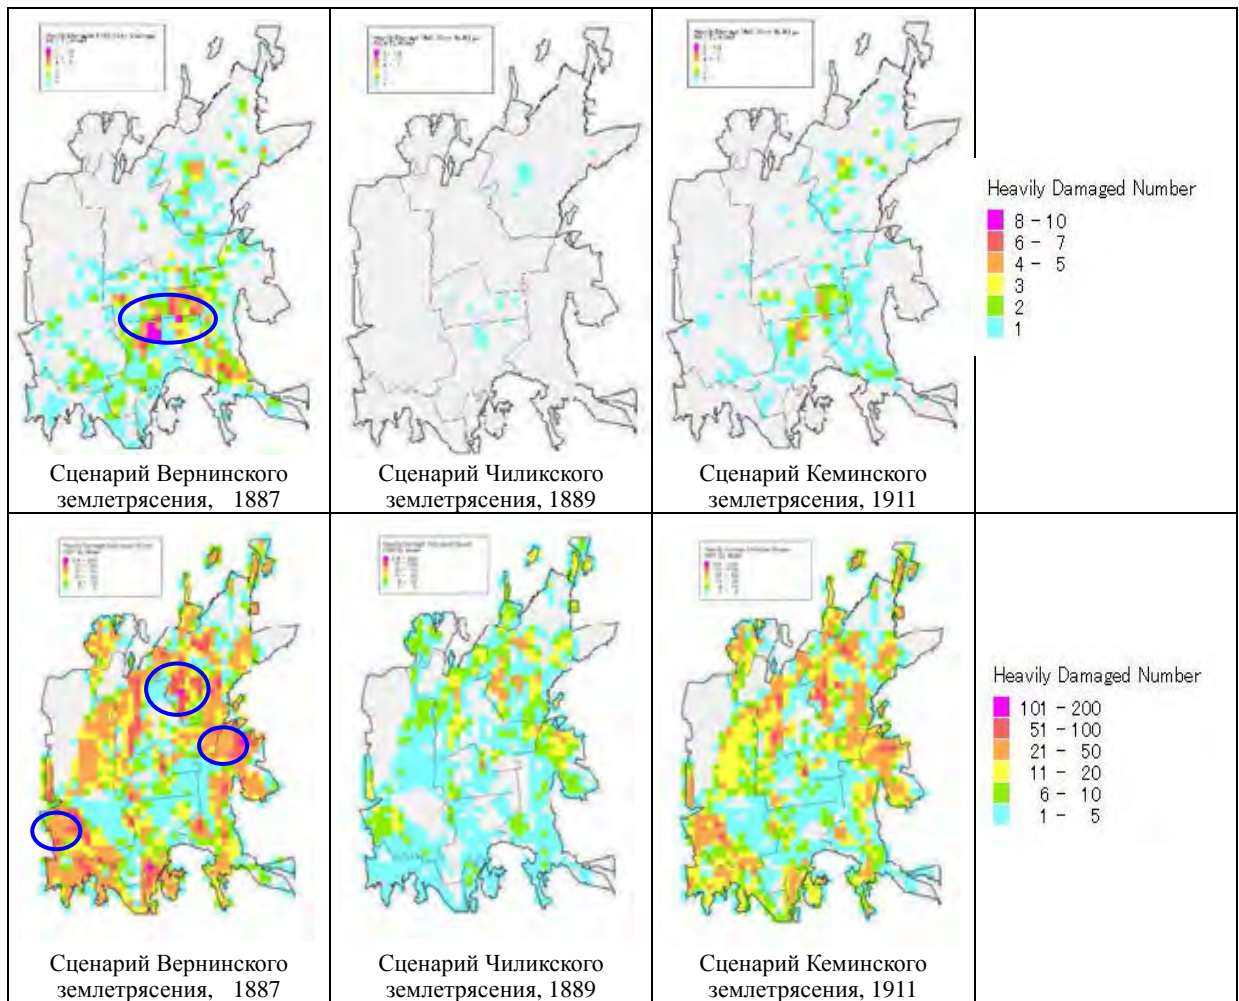 Heavily Damaged Number
8 - 10
6 - 7
4 - 5
3
2
1
Сценарий Вернинского
землетрясения, 1887
Сценарий Чиликского
землетрясения, 1889
Сценарий Кеминского
землетрясения, 1911
Heavily Damaged Number
101 - 200
51 - 100
21 - 50
11 - 20
6 - 10
1 - 5
Сценарий Вернинского
землетрясения, 1887
Сценарий Чиликского
землетрясения, 1889
Сценарий Кеминского
землетрясения, 1911